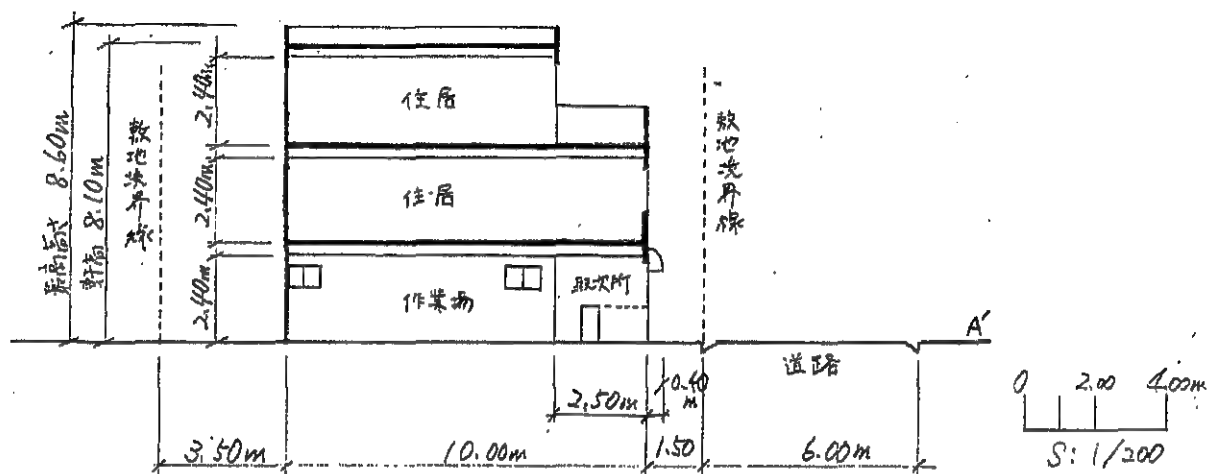 最高高さ 8.60m
軒高 8.10m
敷地境界線
2.40m
2.40m
2.40m
住居
住居
作業場
取次所
敷地境界線
A'
道路
0.40m
2.50m
3.50m
10.00m
1.50
6.00m
0 2.00 4.00m
S: 1/200